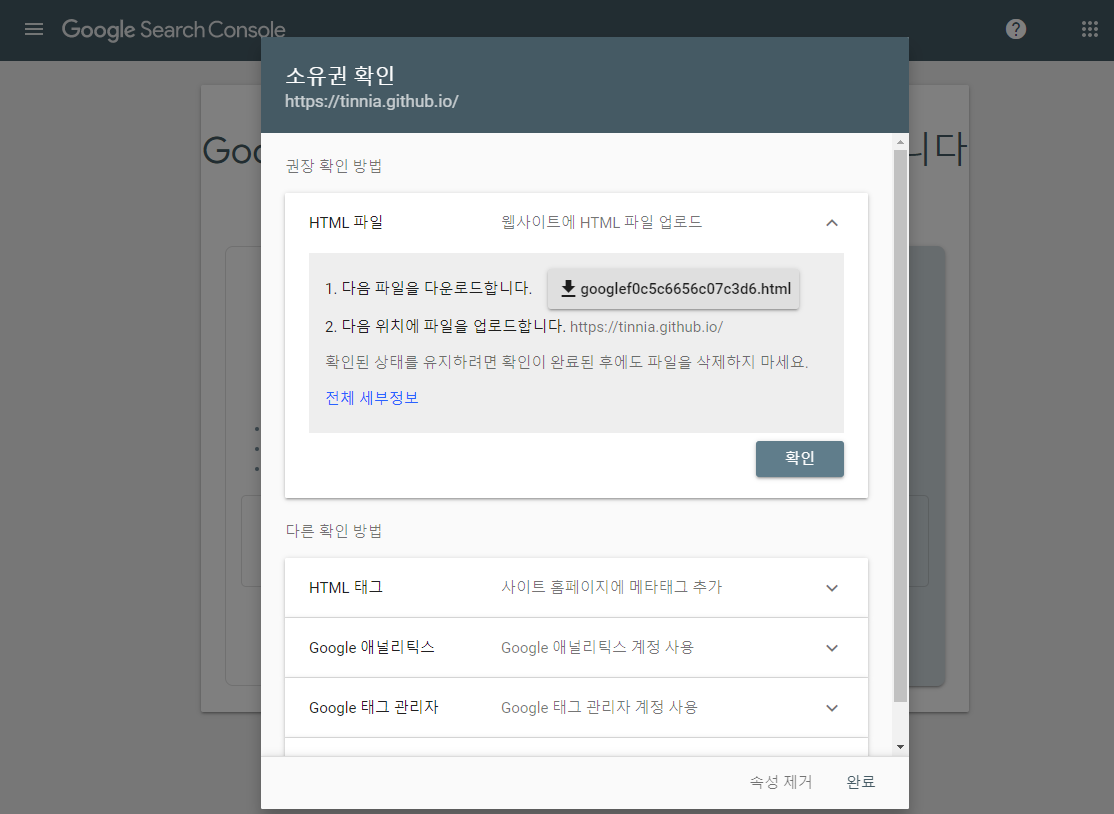 Google Search Console
소유권 확인
https://tinnia.github.io/
Goo
니다
권장 확인 방법
HTML 파일
웹사이트에 HTML 파일 업로드
1. 다음 파일을 다운로드합니다.
googlef0c5c6656c07c3d6.html
2. 다음 위치에 파일을 업로드합니다. https://tinnia.github.io/
확인된 상태를 유지하려면 확인이 완료된 후에도 파일을 삭제하지 마세요.
전체 세부정보
확인
다른 확인 방법
HTML 태그
사이트 홈페이지에 메타태그 추가
Google 애널리틱스
Google 애널리틱스 계정 사용
Google 태그 관리자
Google 태그 관리자 계정 사용
속성 제거
완료